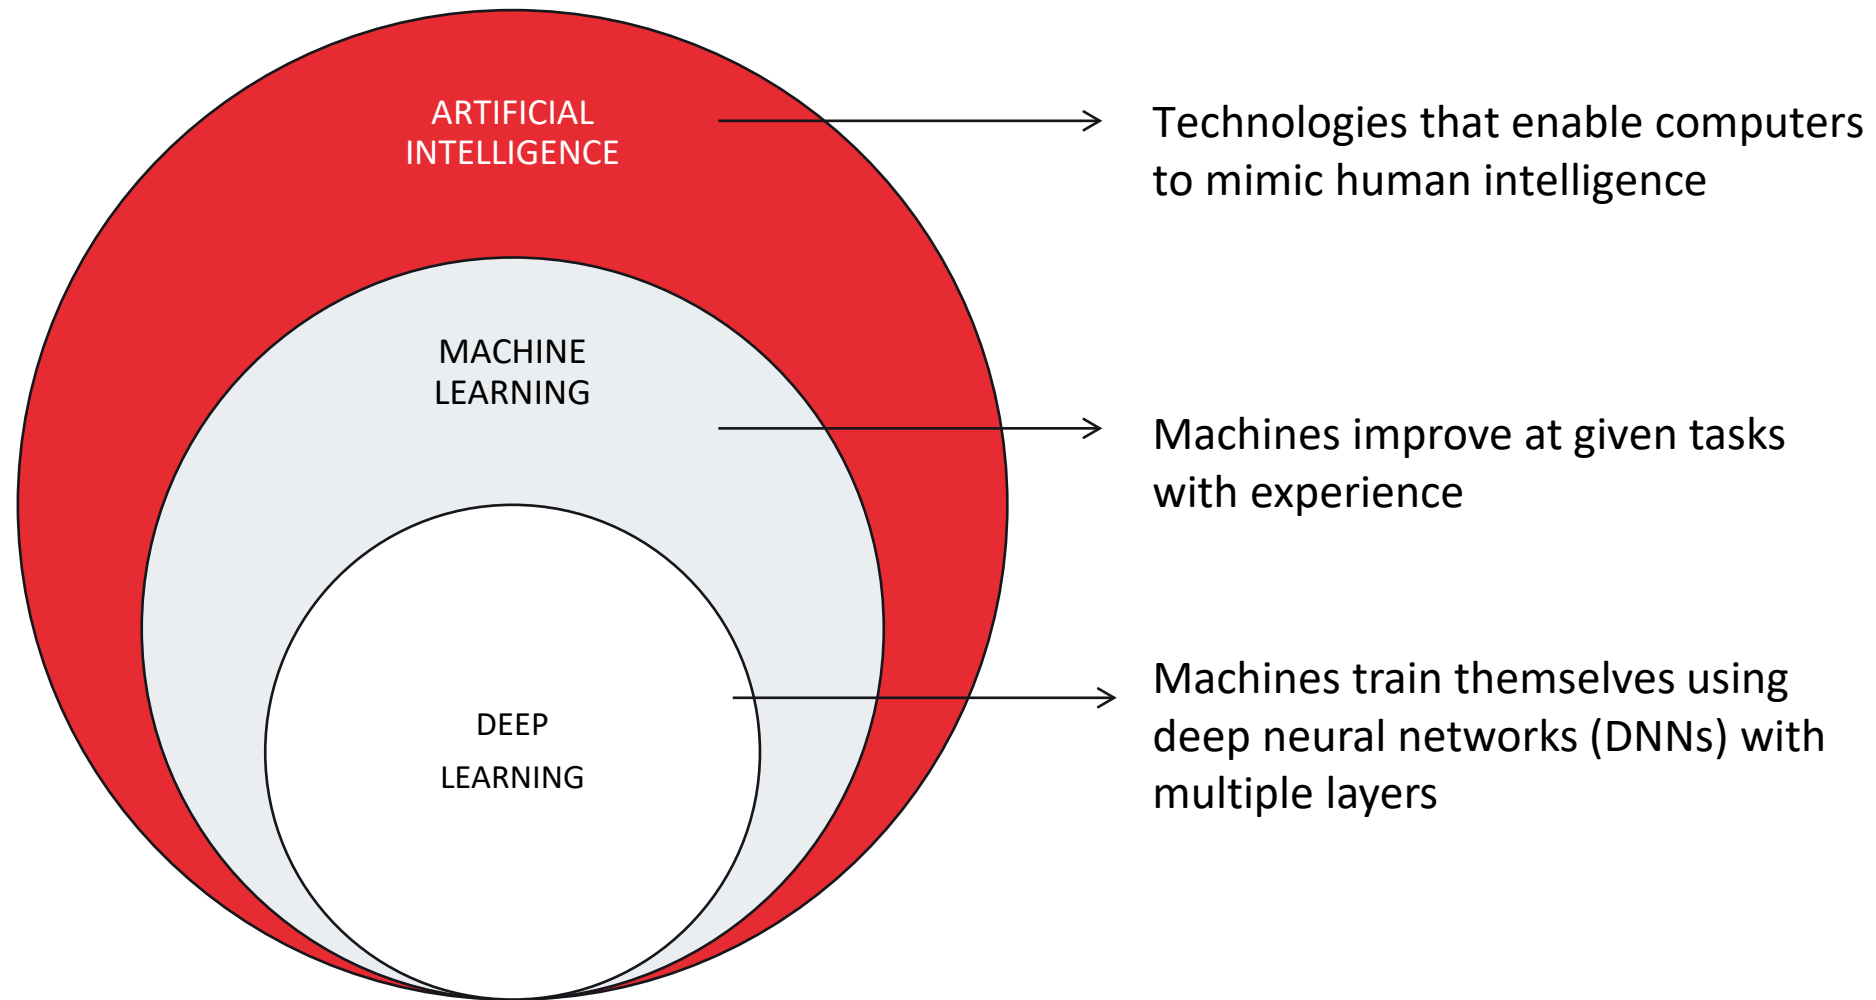 ARTIFICIAL
INTELLIGENCE
Technologies that enable computers
to mimic human intelligence
MACHINE
LEARNING
Machines improve at given tasks
with experience
DEEP
LEARNING
Machines train themselves using
deep neural networks (DNNs) with
multiple layers